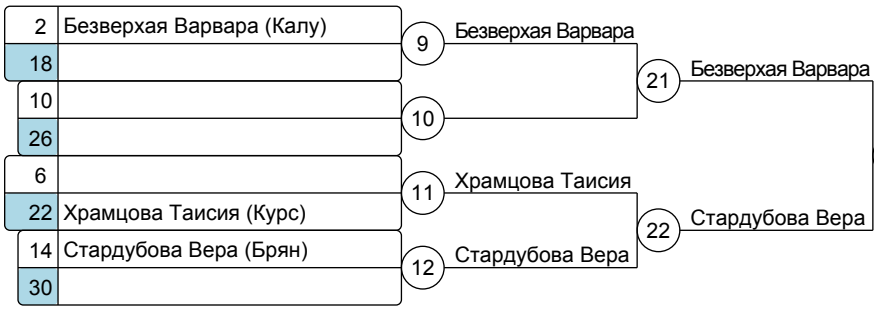 2 Безверхая Варвара (Калу)
18
10
26
6
22 Храмцова Таисия (Курс)
14 Стардубова Вера (Брян)
30
9 Безверхая Варвара
10
11 Храмцова Таисия
12 Стардубова Вера
21 Безверхая Варвара
22 Стардубова Вера